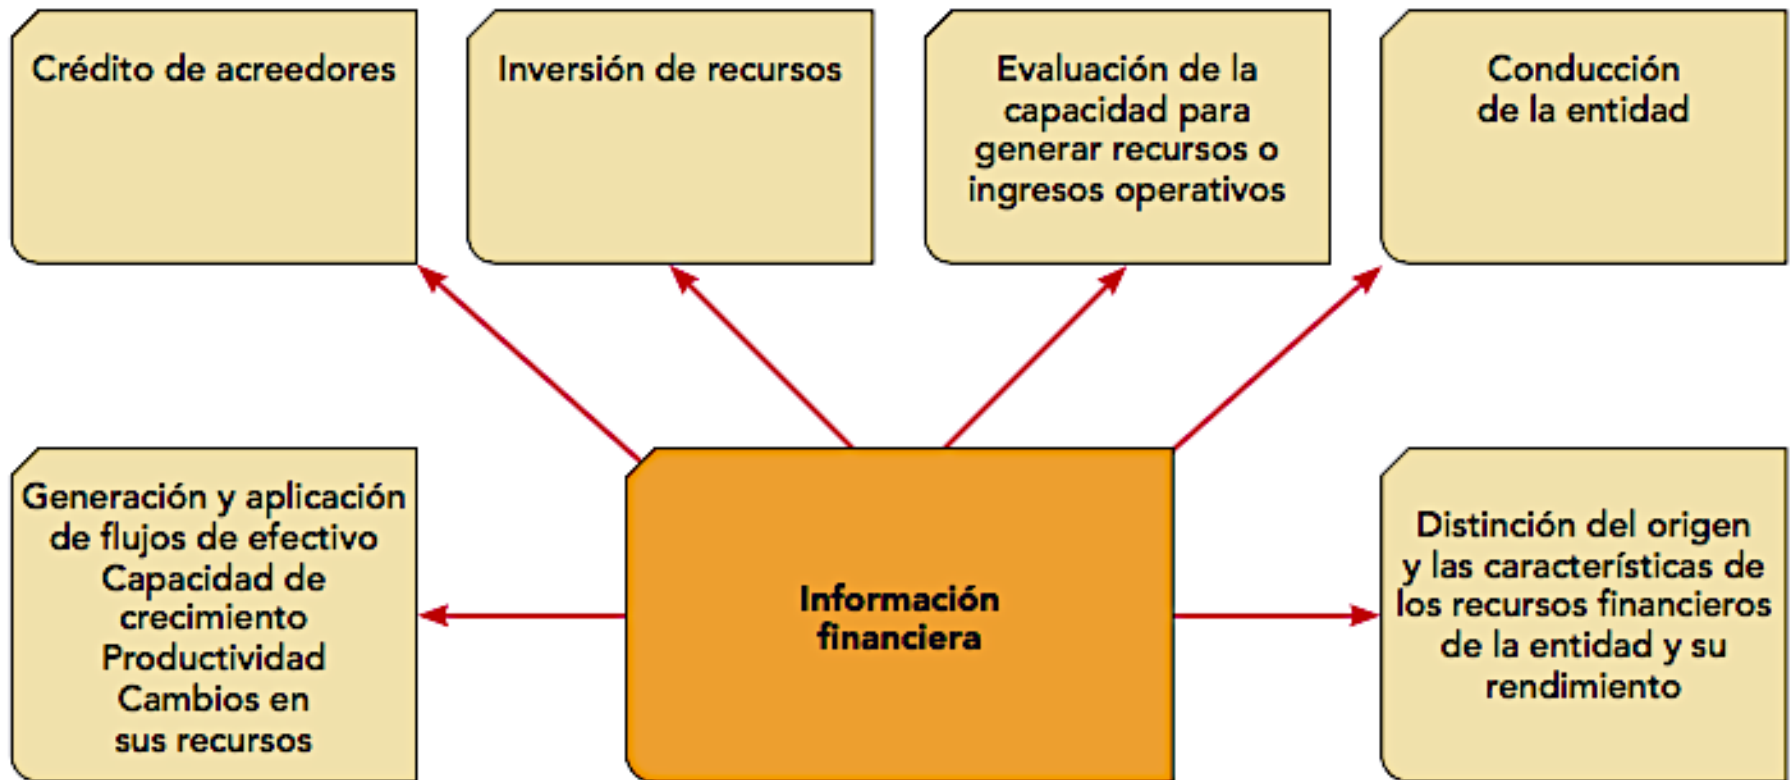 Crédito de acreedores
Inversión de recursos
Evaluación de la
capacidad para
generar recursos o
ingresos operativos
Conducción
de la entidad
Generación y aplicación
de flujos de efectivo
Capacidad de
crecimiento
Productividad
Cambios en
sus recursos
Información
financiera
Distinción del origen
y las características de
los recursos financieros
de la entidad y su
rendimiento